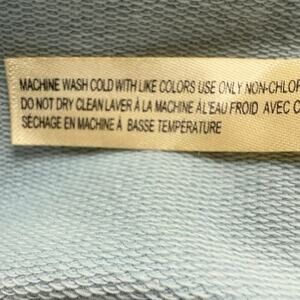 MACHINE WASH COLD WITH LIKE COLORS USE ONLY NON-CHLOR
DO NOT DRY CLEAN LAVER À LA MACHINE ÀL'EAU FROID AVEC C
SÉCHAGE EN MACHINE À BASSE TEMPÉRATURE